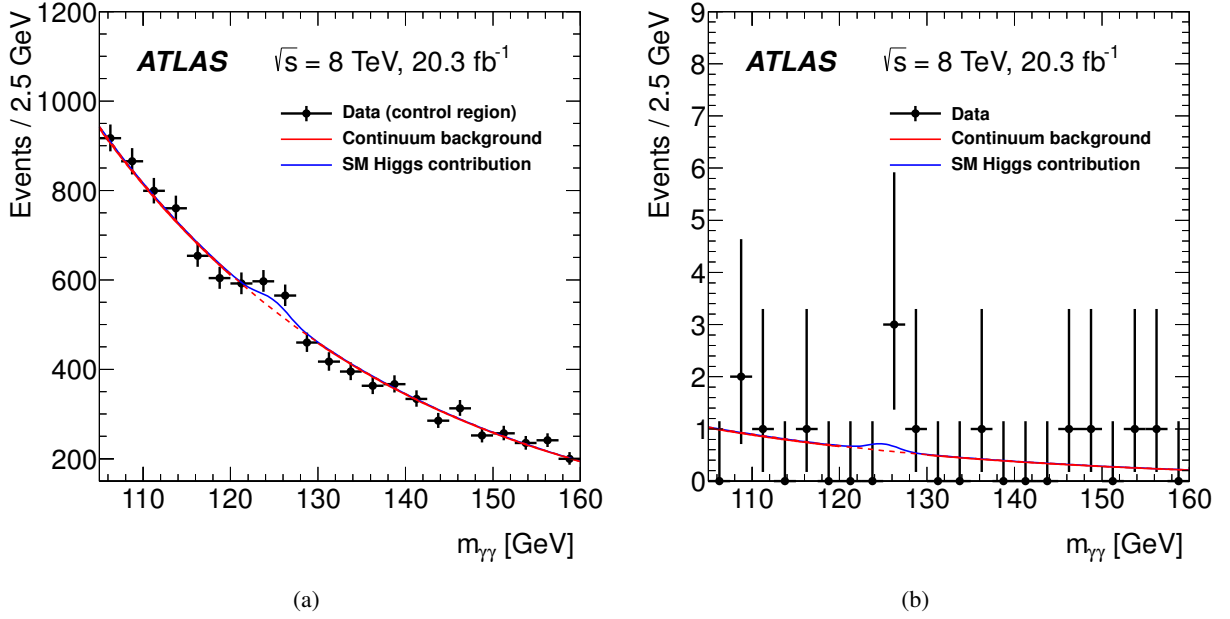 ATLAS √s = 8 TeV, 20.3 fb⁻¹
Data (control region)
Continuum background
SM Higgs contribution
Events / 2.5 GeV
1200
1000
800
600
400
200
110 120 130 140 150 160
m_γγ [GeV]
(a)
ATLAS √s = 8 TeV, 20.3 fb⁻¹
Data
Continuum background
SM Higgs contribution
Events / 2.5 GeV
9
8
7
6
5
4
3
2
1
0
110 120 130 140 150 160
m_γγ [GeV]
(b)